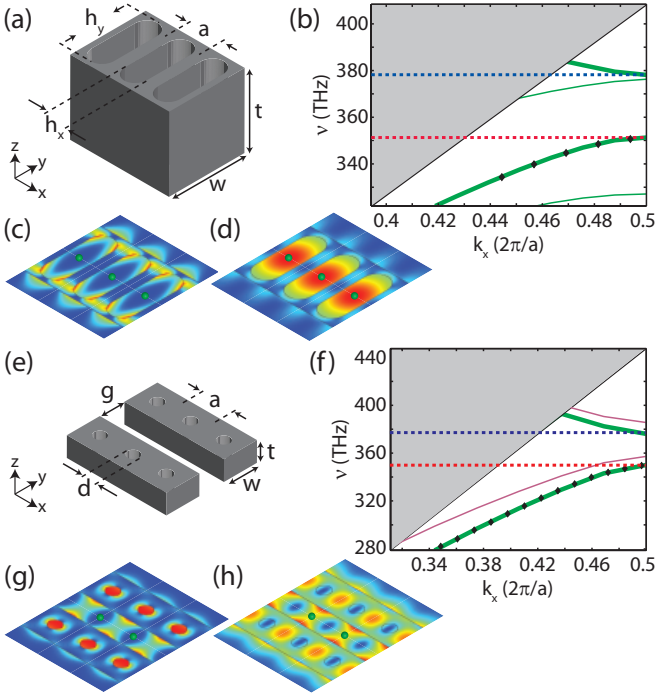 (a)
h_y
a
h_x
t
w
z
y
x
(b)
ν (THz)
400
380
360
340
0.4
0.42
0.44
0.46
0.48
0.5
k_x (2π/a)
(c)
(d)
(e)
g
a
d
t
w
z
y
x
(f)
ν (THz)
440
400
360
320
280
0.34
0.38
0.42
0.46
0.5
k_x (2π/a)
(g)
(h)